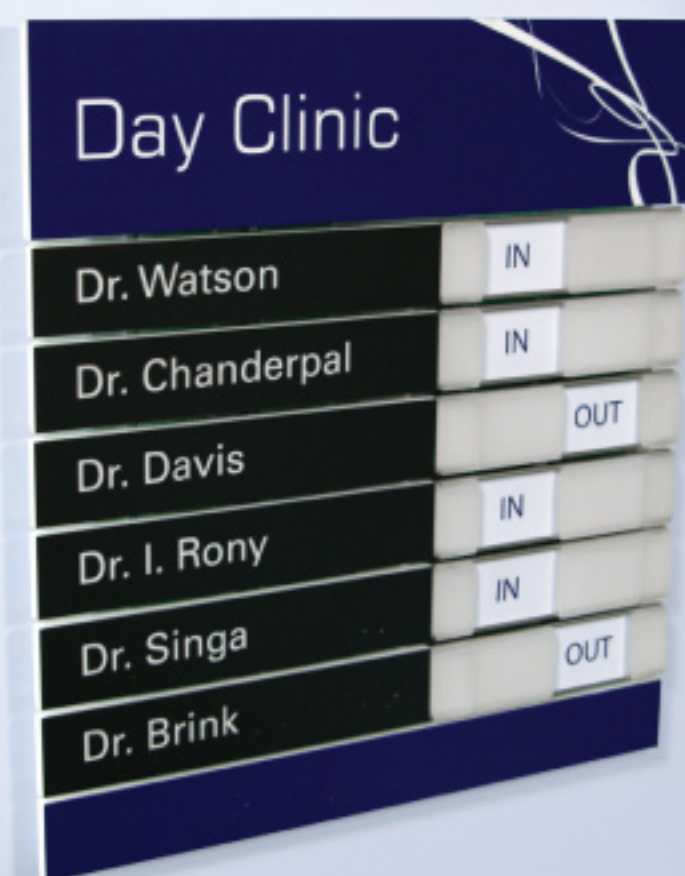 Day Clinic
Dr. Watson IN
Dr. Chanderpal IN
Dr. Davis OUT
Dr. I. Rony IN
Dr. Singa IN
Dr. Brink OUT